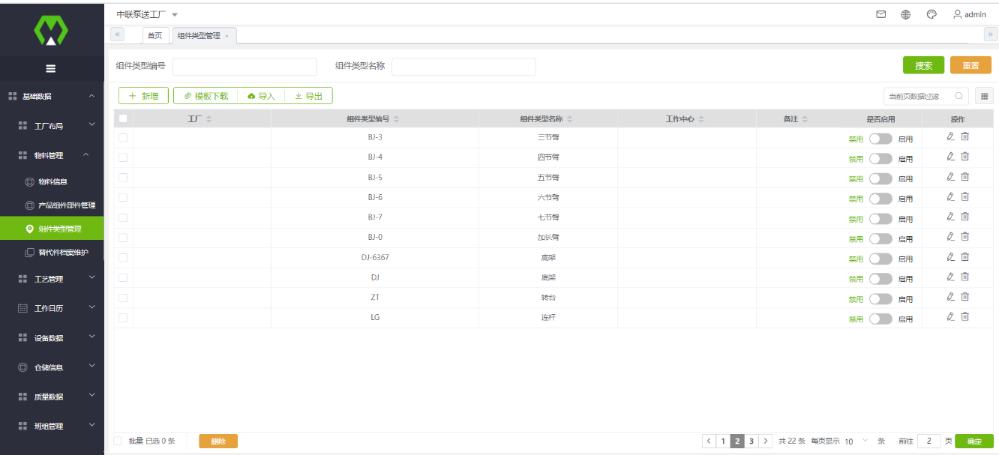 中联泵送工厂
admin
首页 组件类型管理 ×
组件类型编号 组件类型名称 搜索 重置
基础数据
工厂布局
物料管理
物料信息
产品组件部件管理
组件类型管理
替代件档案维护
工艺管理
工作日历
设备数据
仓储信息
质量数据
班组管理
新增 模板下载 导入 导出 当前页数据过滤
工厂 组件类型编号 组件类型名称 工作中心 备注 是否启用 操作
BJ-3 三节臂 禁用 启用
BJ-4 四节臂 禁用 启用
BJ-5 五节臂 禁用 启用
BJ-6 六节臂 禁用 启用
BJ-7 七节臂 禁用 启用
BJ-0 加长臂 禁用 启用
DJ-6367 底架 禁用 启用
DJ 底架 禁用 启用
ZT 转台 禁用 启用
LG 连杆 禁用 启用
批量 已选 0 条 删除 < 1 2 3 > 共 22 条 每页显示 10 条 前往 2 页 确定